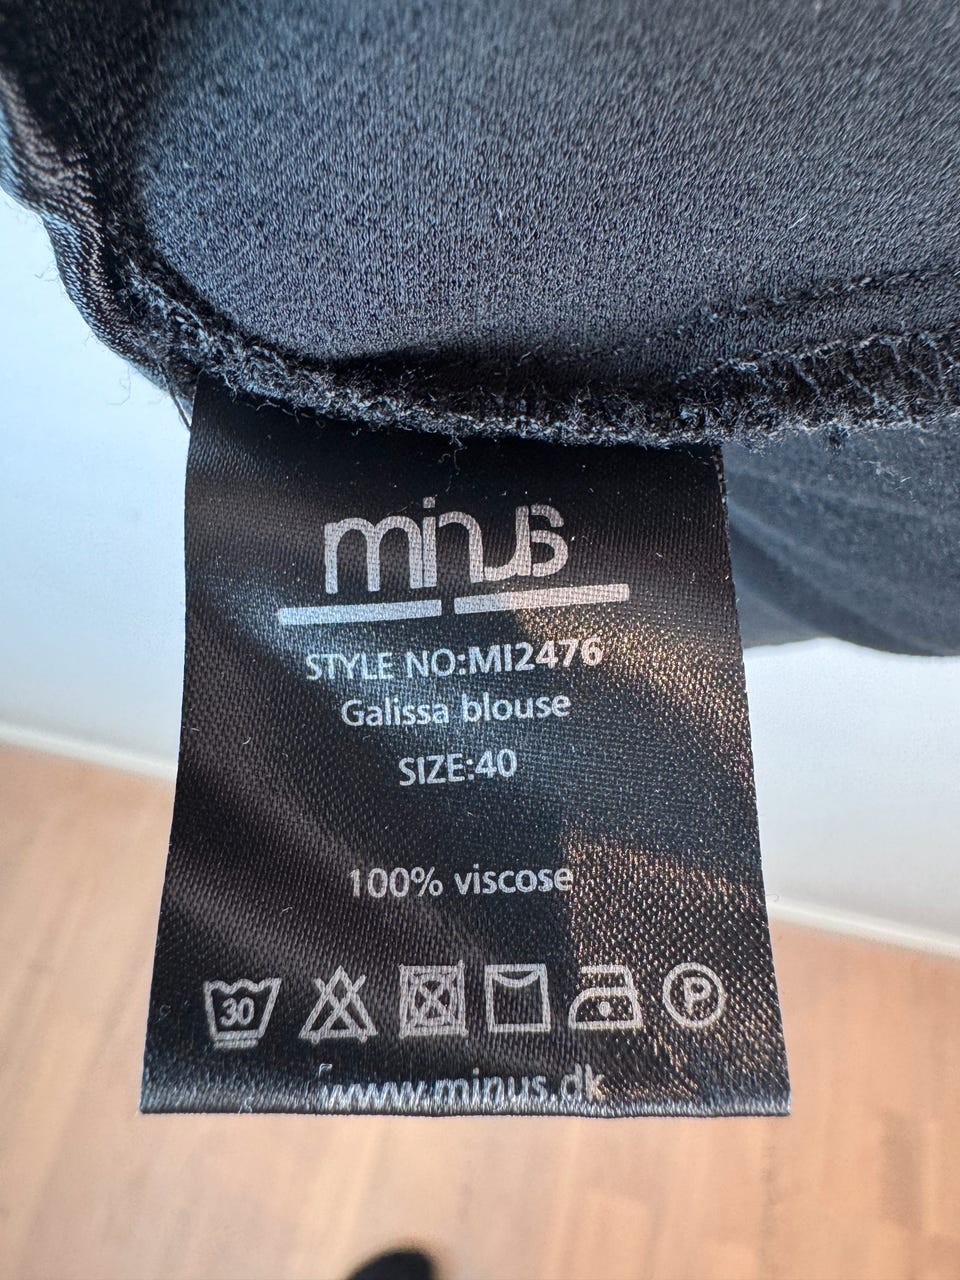 minus
STYLE NO:MI2476
Galissa blouse
SIZE:40
100% viscose
30 P
www.minus.dk